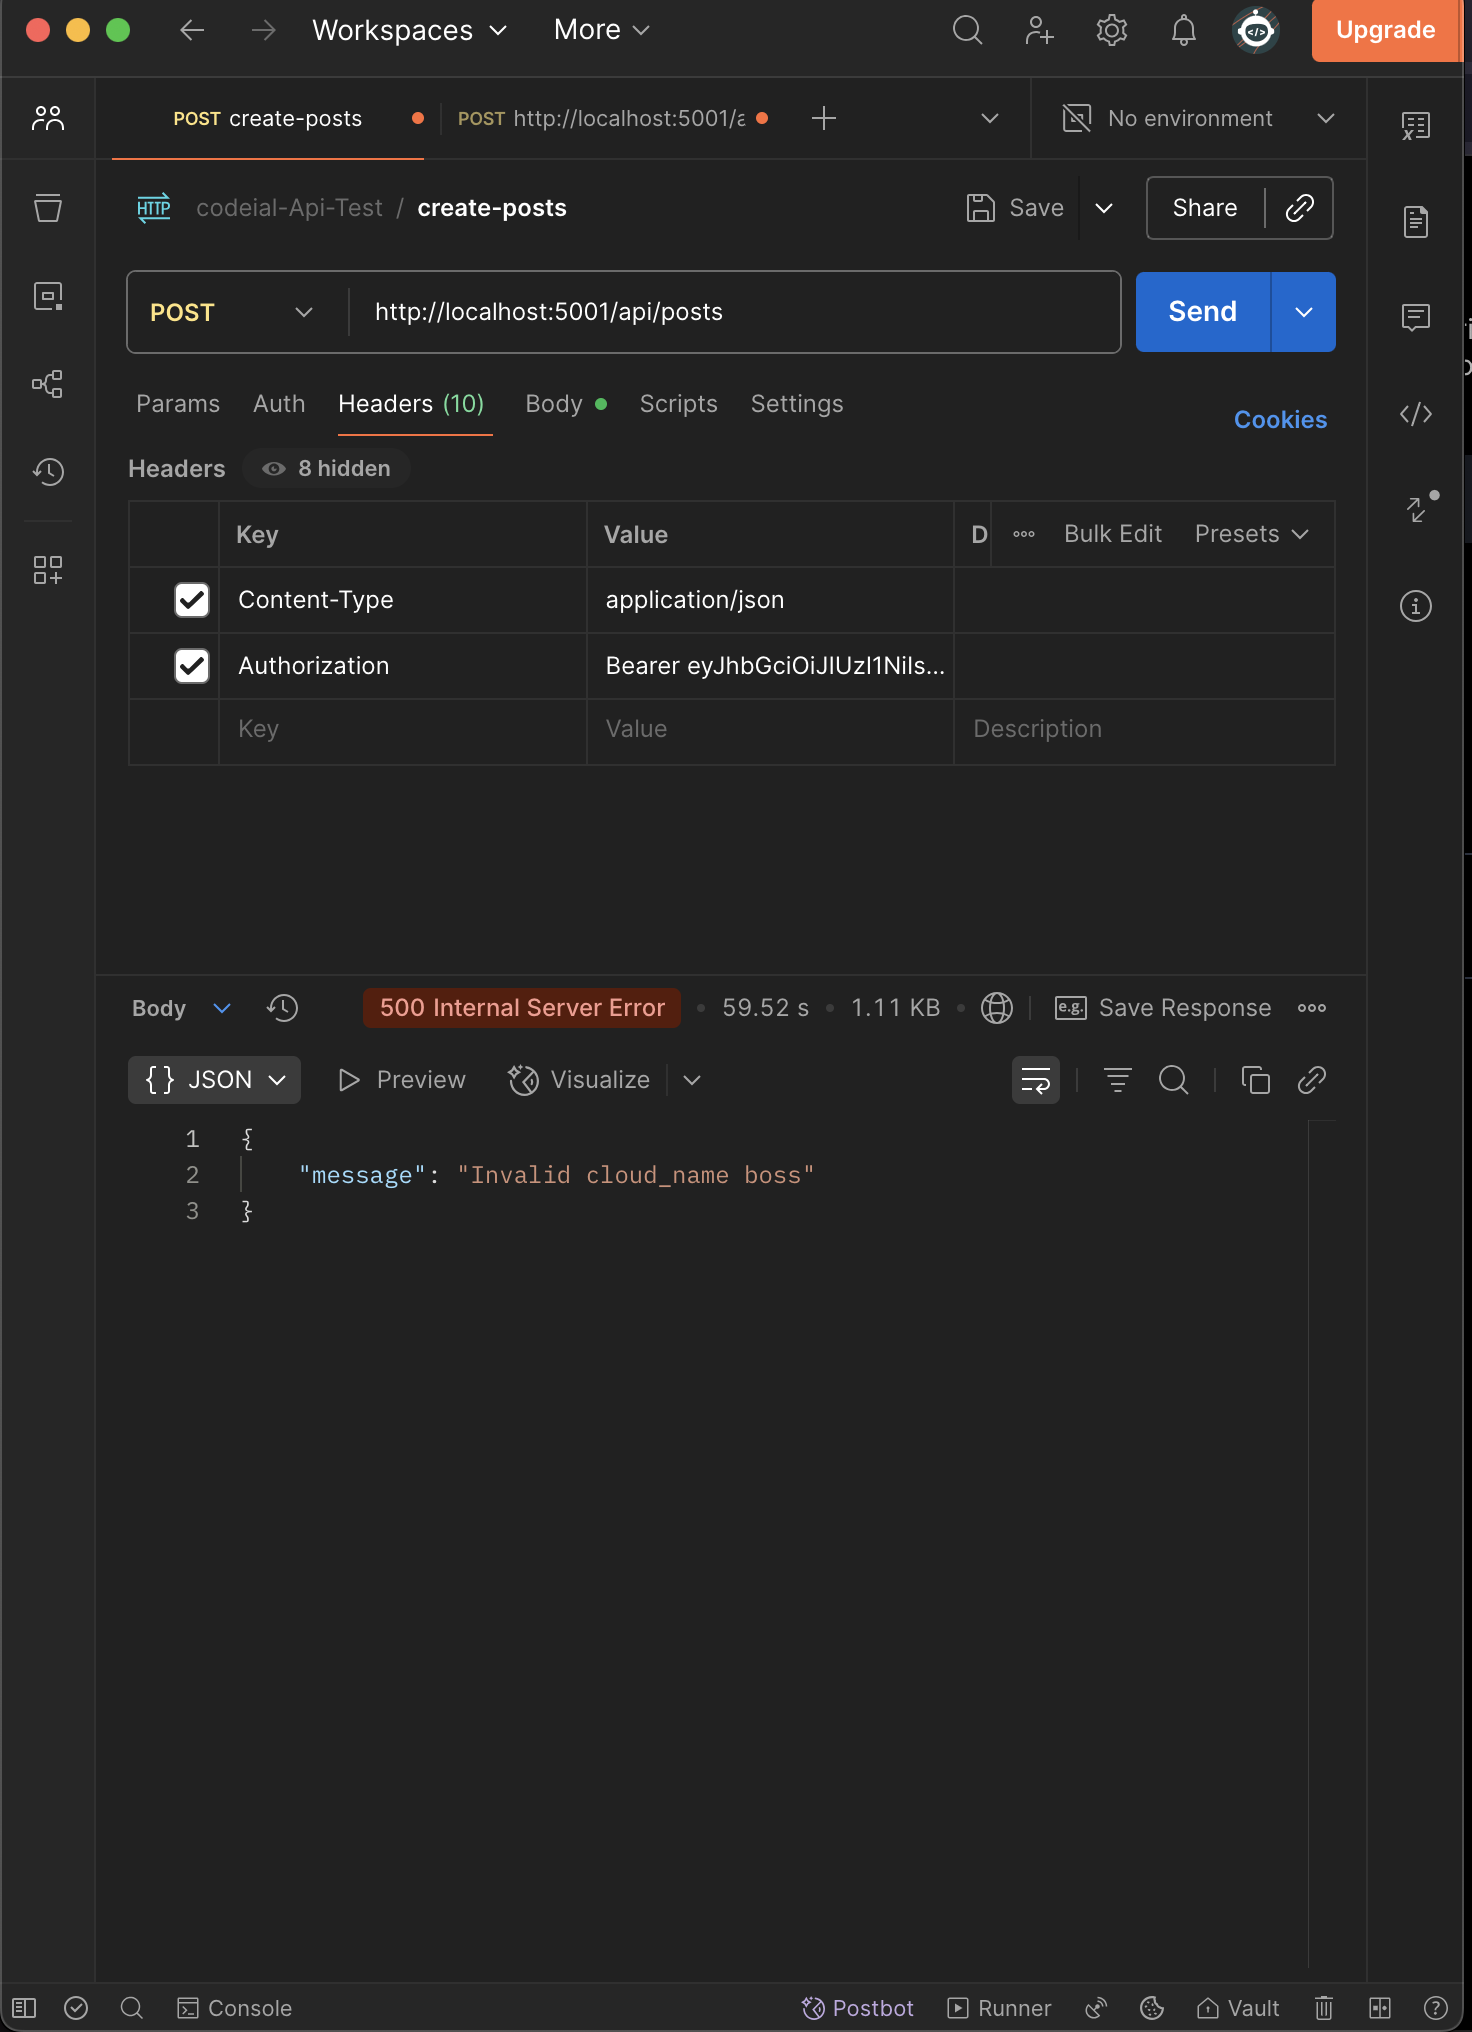 Workspaces More Upgrade
POST create-posts POST http://localhost:5001/a No environment
HTTP codeial-Api-Test / create-posts Save Share
POST http://localhost:5001/api/posts Send
Params Auth Headers (10) Body Scripts Settings Cookies
Headers 8 hidden
Key Value D Bulk Edit Presets
Content-Type application/json
Authorization Bearer eyJhbGciOiJIUzI1NiIs...
Key Value Description
Body 500 Internal Server Error 59.52 s 1.11 KB e.g. Save Response
{} JSON Preview Visualize
1 {
2 "message": "Invalid cloud_name boss"
3 }
Console Postbot Runner Vault